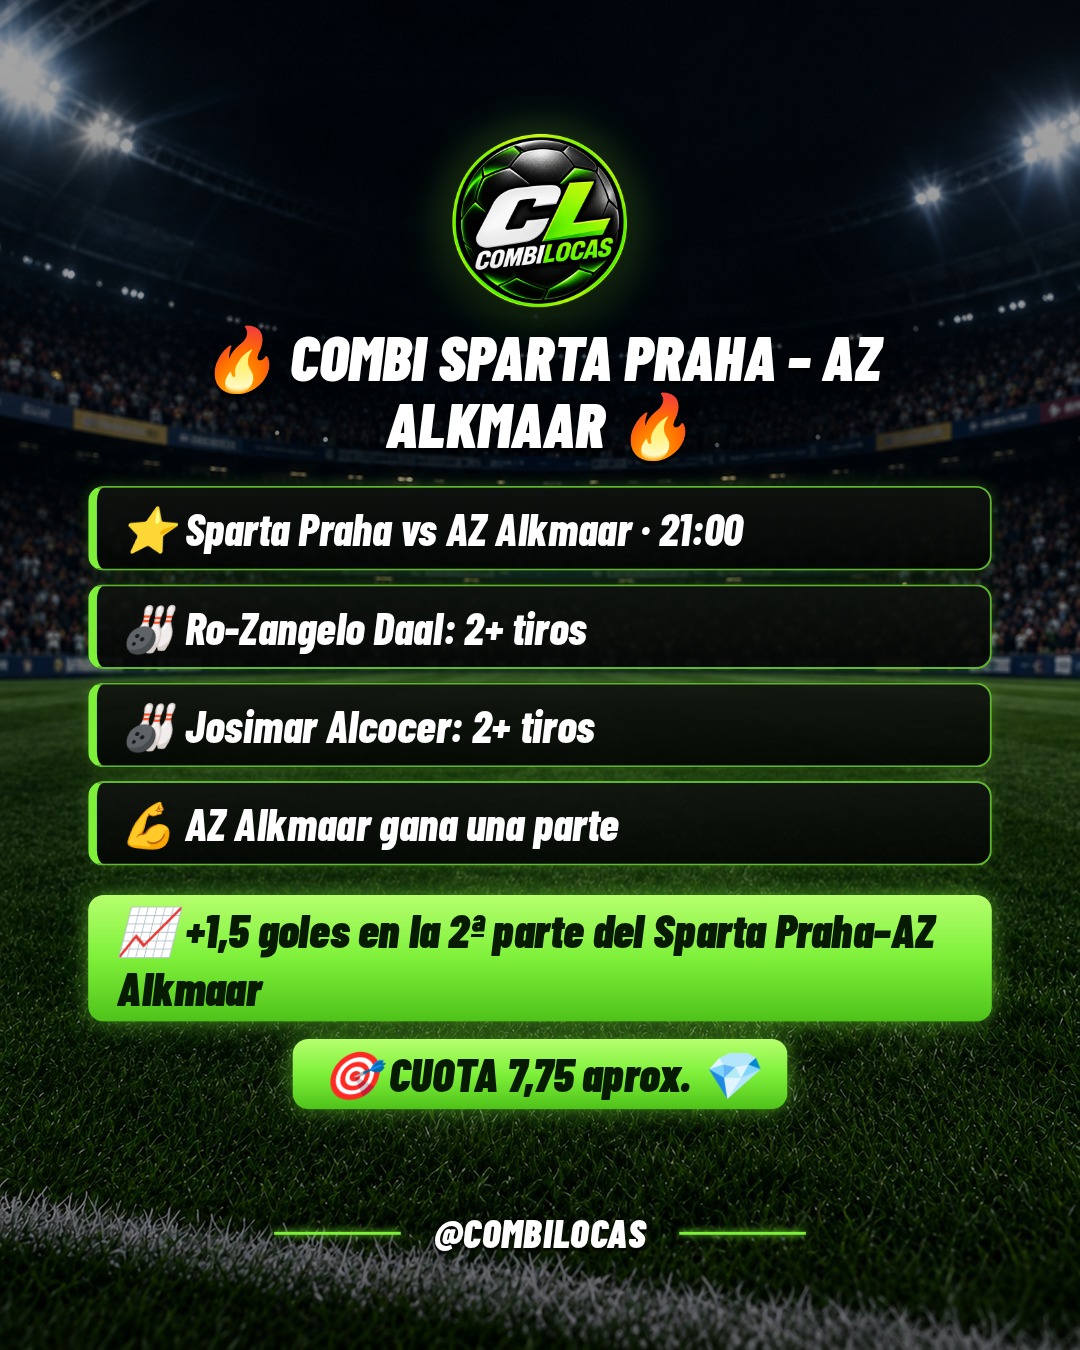 CL
COMBILOCAS
🔥 COMBI SPARTA PRAHA – AZ
ALKMAAR 🔥
⭐ Sparta Praha vs AZ Alkmaar · 21:00
🎳 Ro-Zangelo Daal: 2+ tiros
🎳 Josimar Alcocer: 2+ tiros
💪 AZ Alkmaar gana una parte
📈 +1,5 goles en la 2ª parte del Sparta Praha–AZ
Alkmaar
🎯 CUOTA 7,75 aprox. 💎
@COMBILOCAS